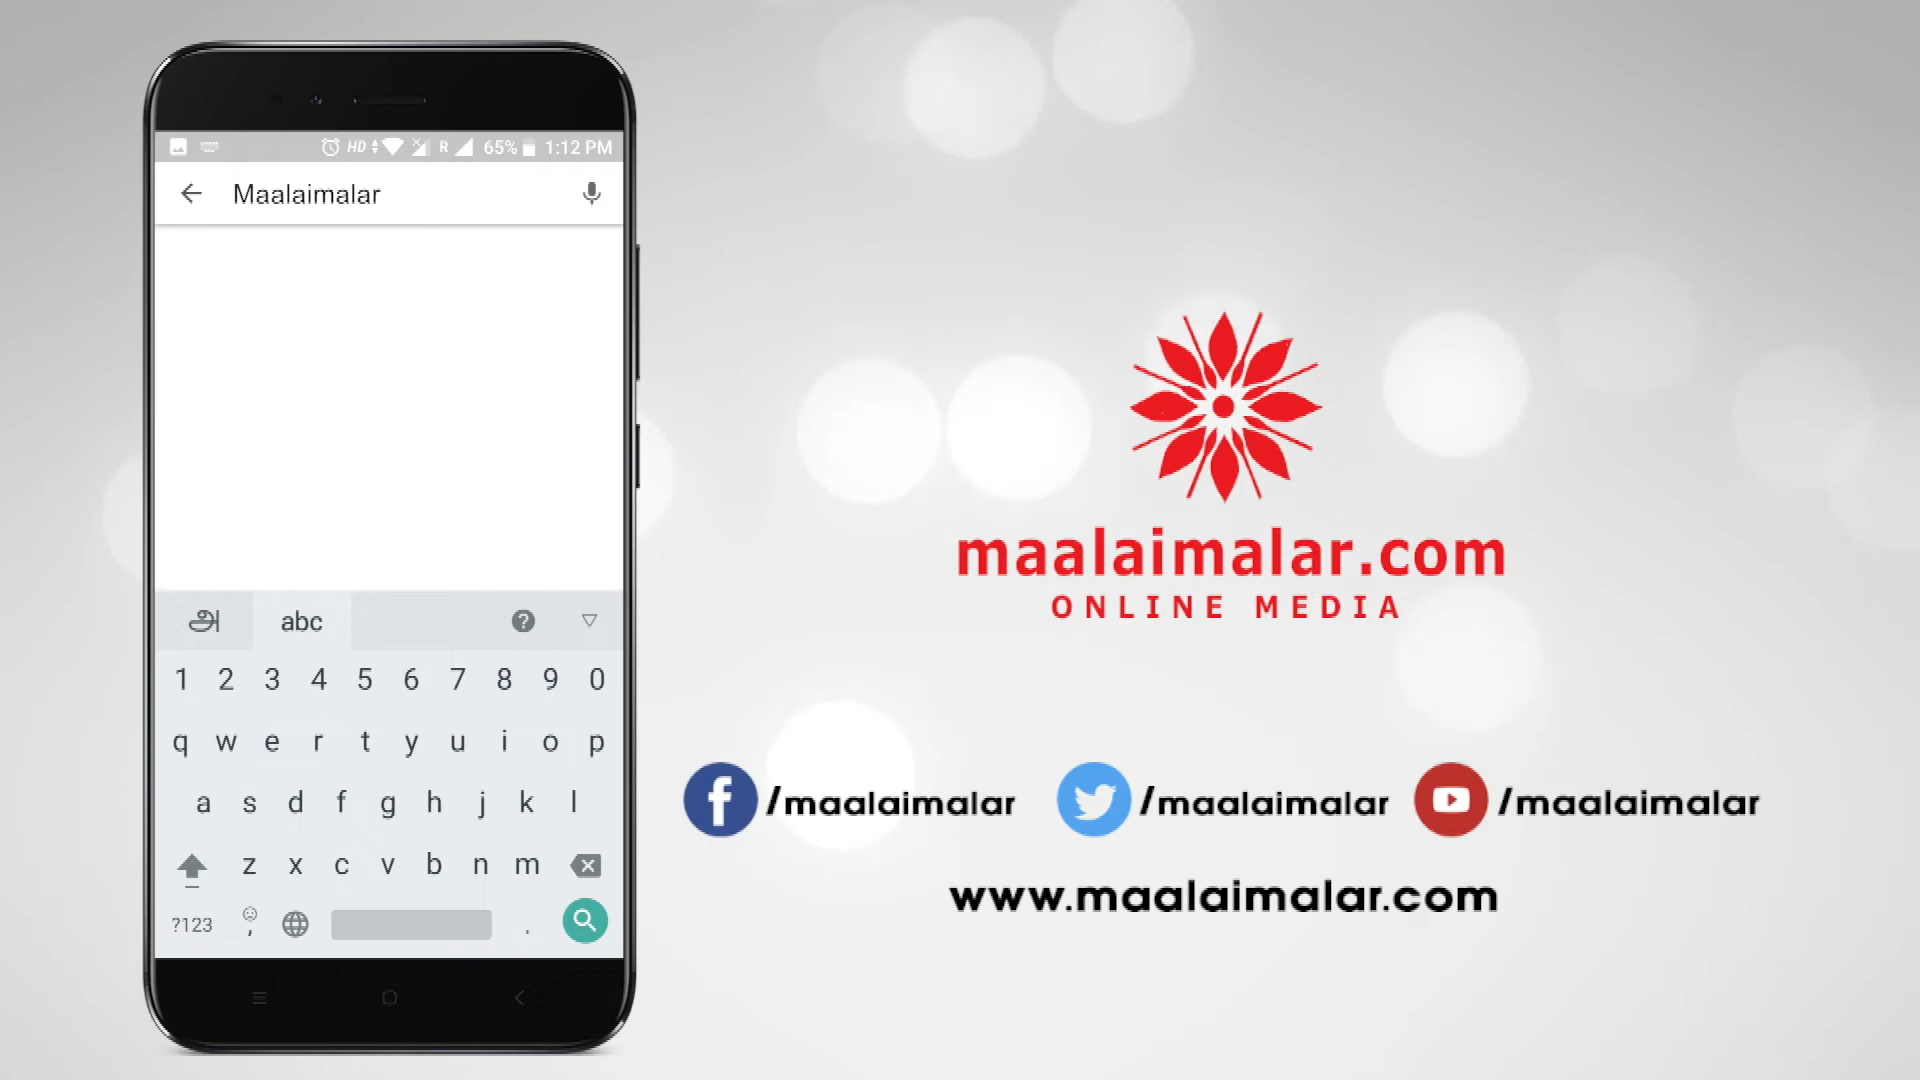 HD R 65% 1:12 PM
Maalaimalar
அ abc ?
1 2 3 4 5 6 7 8 9 0
q w e r t y u i o p
a s d f g h j k l
z x c v b n m
?123 , .
maalaimalar.com
ONLINE MEDIA
f /maalaimalar /maalaimalar /maalaimalar
www.maalaimalar.com